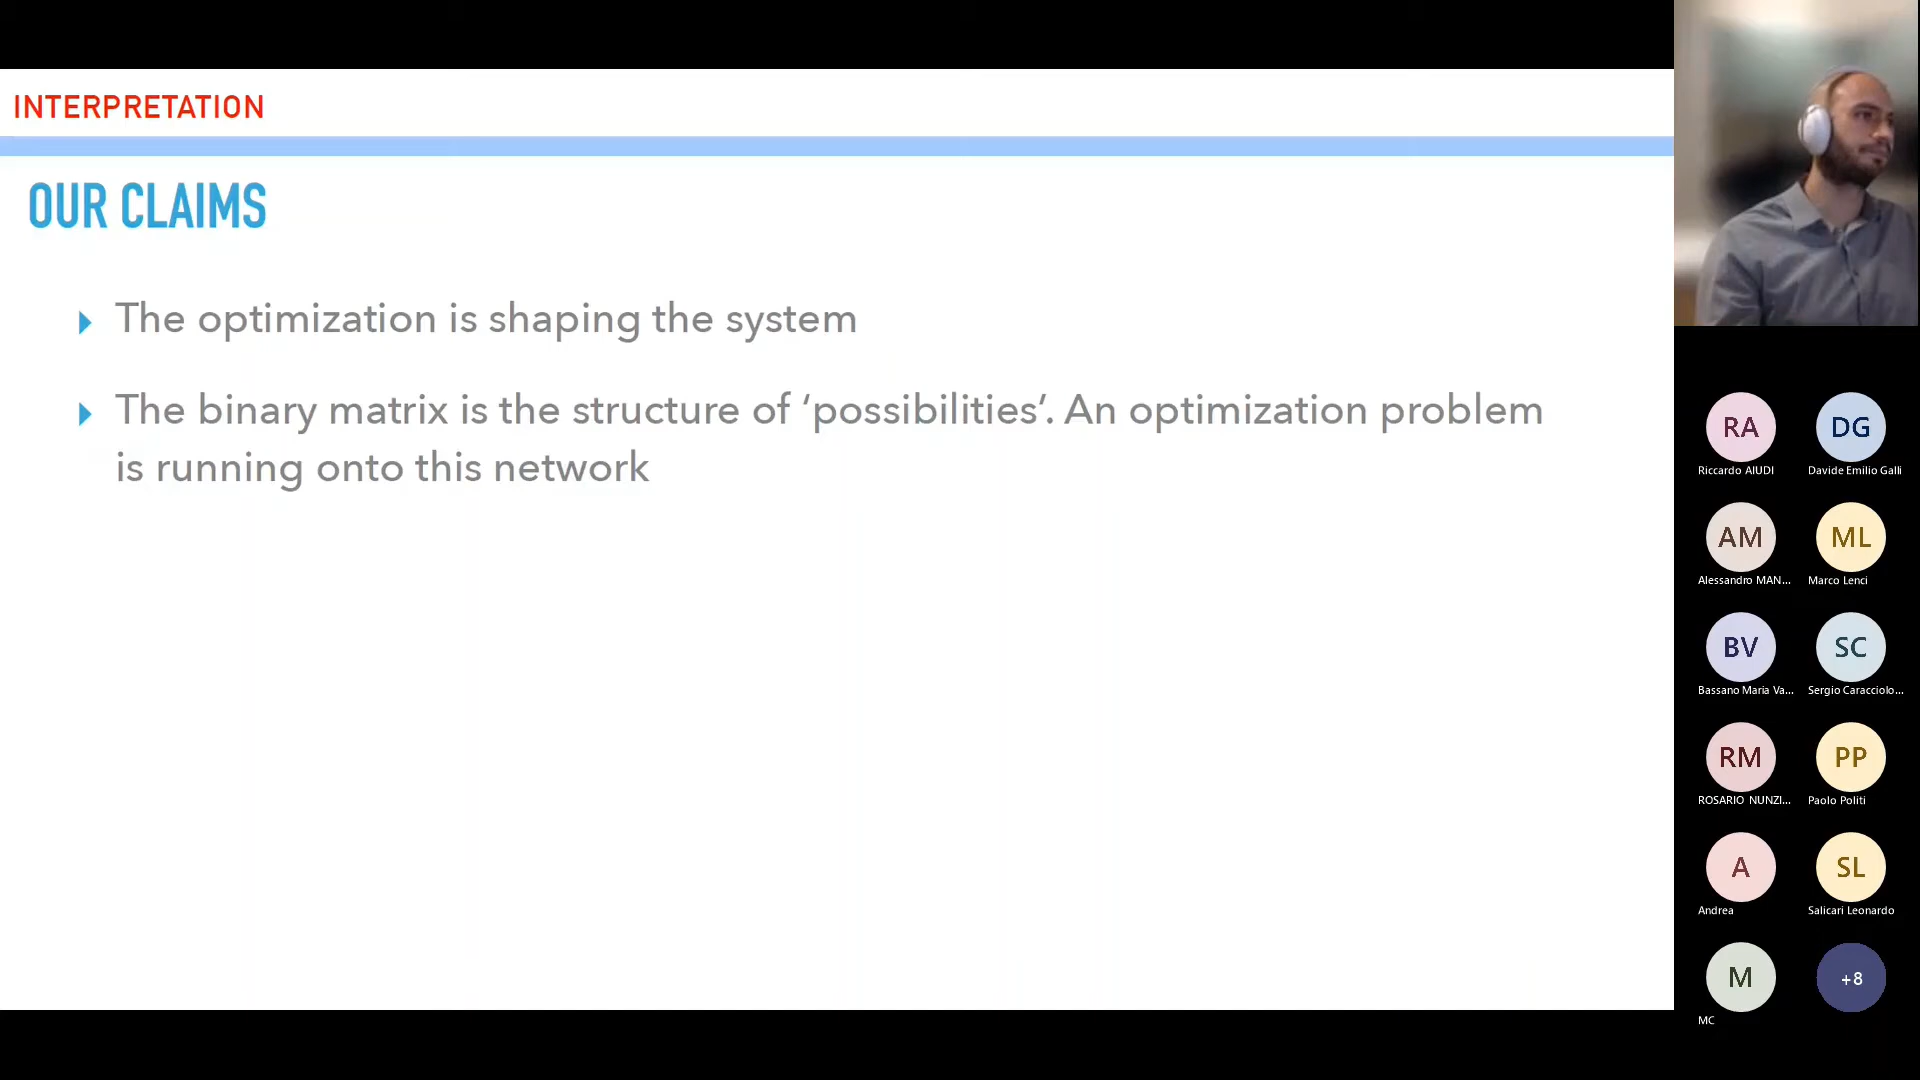 INTERPRETATION
OUR CLAIMS
The optimization is shaping the system
The binary matrix is the structure of ‘possibilities’. An optimization problem
is running onto this network
RA
Riccardo AIUDI
DG
Davide Emilio Galli
AM
Alessandro MAN...
ML
Marco Lenci
BV
Bassano Maria Va...
SC
Sergio Caracciolo...
RM
ROSARIO NUNZI...
PP
Paolo Politi
A
Andrea
SL
Salicari Leonardo
M
MC
+8